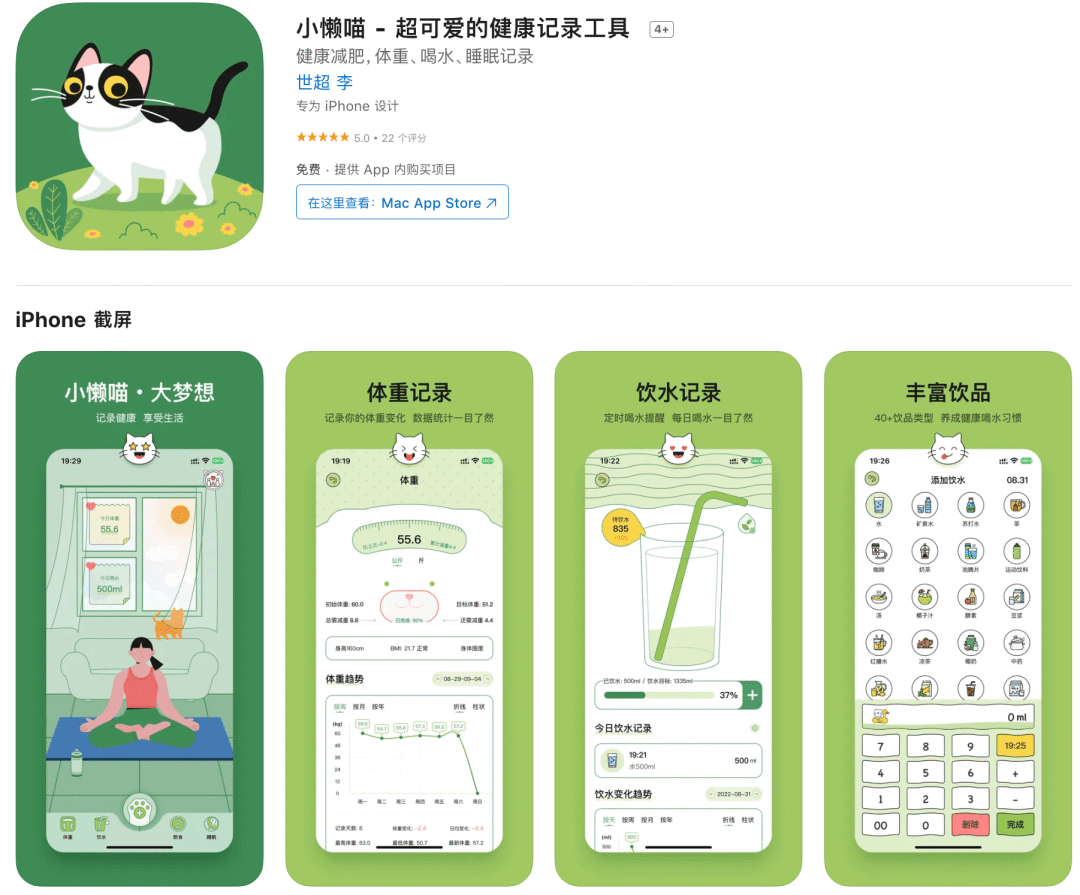 小懒喵 - 超可爱的健康记录工具 4+
健康减肥, 体重、喝水、睡眠记录
世超 李
专为 iPhone 设计
★★★★★ 5.0 • 22 个评分
免费 · 提供 App 内购买项目
在这里查看: Mac App Store ↗
iPhone 截屏
小懒喵・大梦想
记录健康 享受生活
19:29
今日体重
55.6
今日喝水
500ml
体重
饮水
断食
睡眠
体重记录
记录你的体重变化 数据统计一目了然
19:19
体重
55.6
公斤 斤
初始体重: 60.0
目标体重: 51.2
总需减重 8.8
已完成: 50%
还需减重 4.4
身高160cm
BMI: 21.7 正常
身体围度
体重趋势
08-29-09-04
按周 按月 按年
折线 柱状
(kg)
60
48
36
24
12
0
周一 周二 周三 周四 周五 周六 周日
记录天数: 6
体重变化: -2.4
日均变化: -0.4
最高体重: 63.0
最低体重: 50.7
最新体重: 57.2
饮水记录
定时喝水提醒 每日喝水一目了然
19:22
待饮水
835
已饮水: 500ml / 饮水目标: 1335ml
37%
+
今日饮水记录
19:21
水500ml
500 ml
饮水变化趋势
2022-08-31
按天 按周 按月 按年
折线 柱状
(ml)
500
500
丰富饮品
40+饮品类型 养成健康喝水习惯
19:26
添加饮水
08.31
水 矿泉水 苏打水 茶
咖啡 奶茶 泡腾片 运动饮料
汤 椰子汁 酵素 豆浆
红糖水 凉茶 椰奶 中药
0 ml
7 8 9 19:25
4 5 6 +
1 2 3 -
00 0 删除 完成